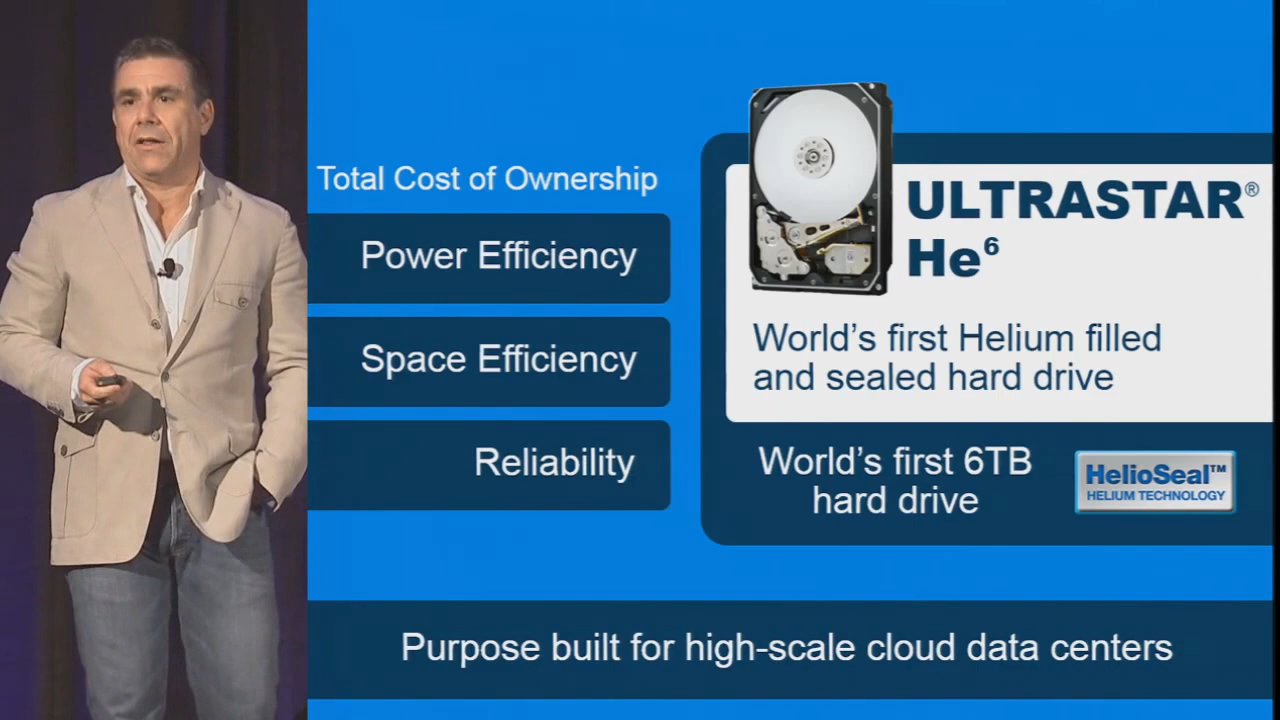 Total Cost of Ownership
Power Efficiency
Space Efficiency
Reliability
ULTRASTAR®
He⁶
World's first Helium filled
and sealed hard drive
World's first 6TB
hard drive
HelioSeal™
HELIUM TECHNOLOGY
Purpose built for high-scale cloud data centers